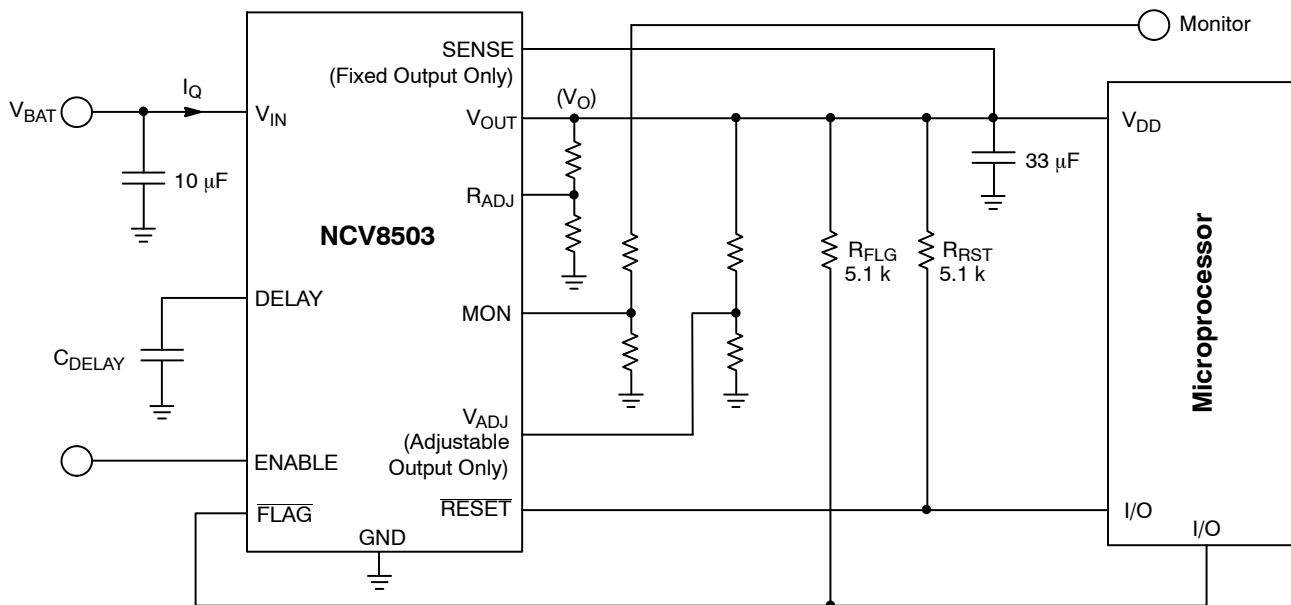 Monitor
SENSE
(Fixed Output Only)
V_BAT
I_Q
V_IN
(V_O)
V_OUT
V_DD
10 μF
33 μF
R_ADJ
NCV8503
R_FLG
5.1 k
R_RST
5.1 k
DELAY
MON
C_DELAY
Microprocessor
V_ADJ
(Adjustable
Output Only)
ENABLE
FLAG
RESET
I/O
I/O
GND